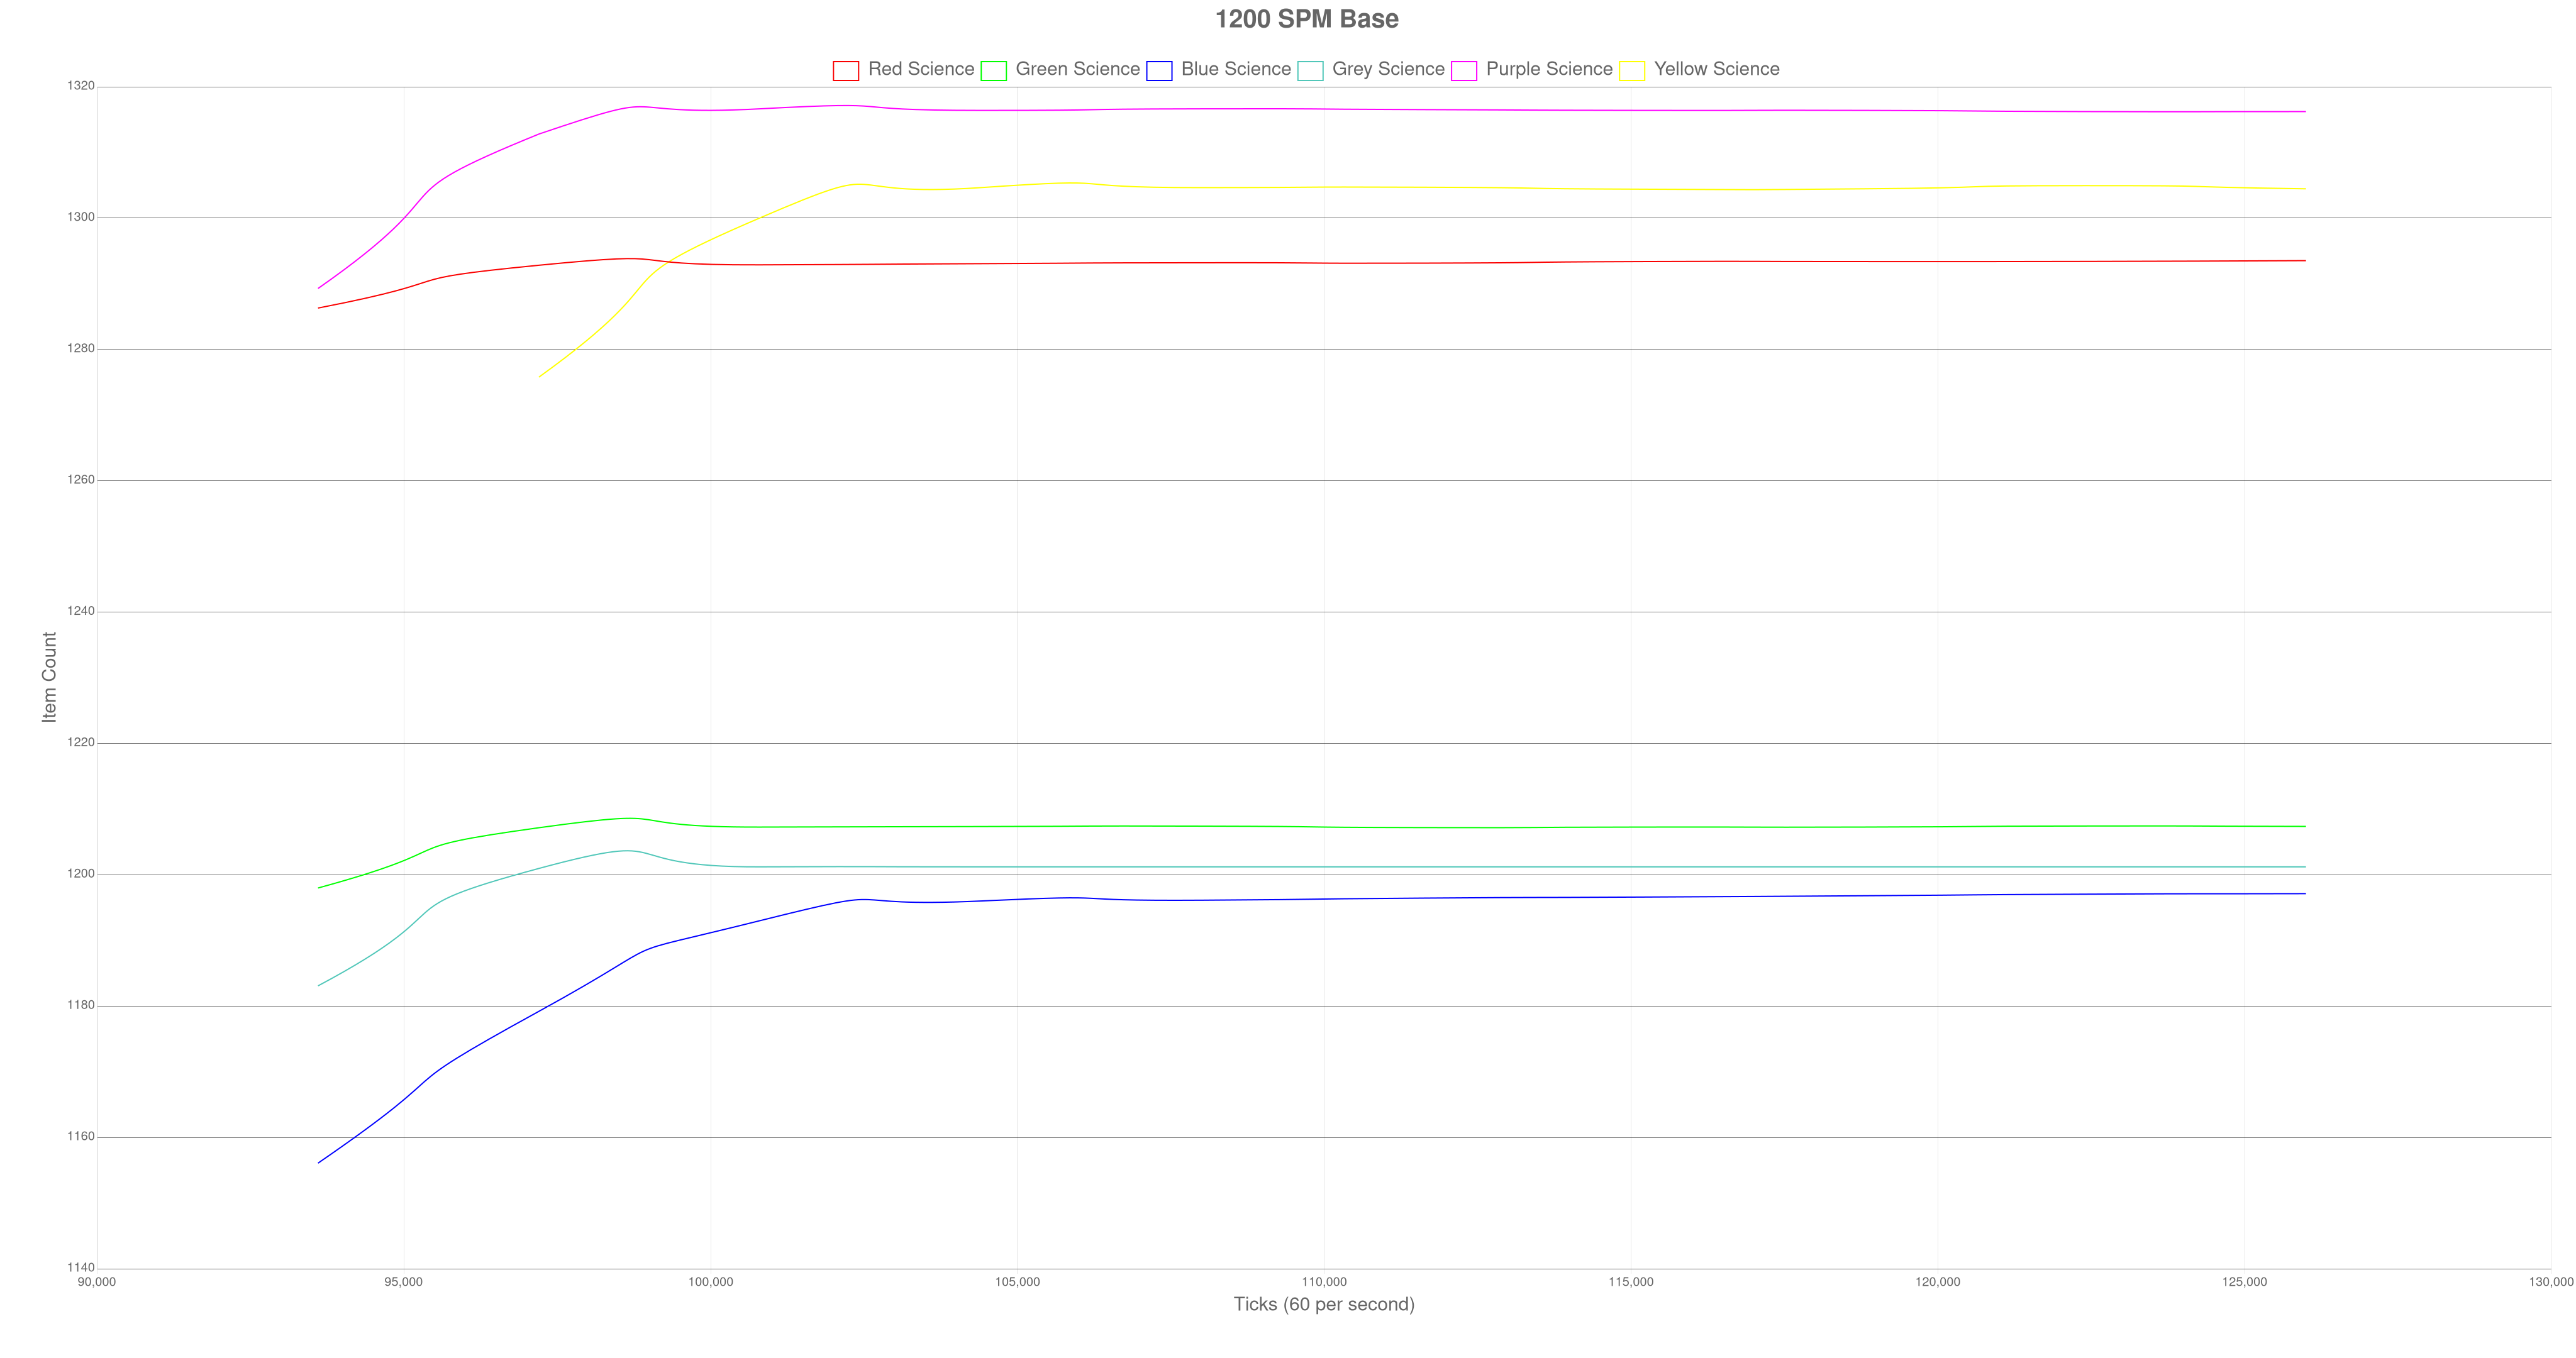 1200 SPM Base
Red Science Green Science Blue Science Grey Science Purple Science Yellow Science
1320
1300
1280
1260
1240
1220
1200
1180
1160
1140
Item Count
90,000 95,000 100,000 105,000 110,000 115,000 120,000 125,000 130,000
Ticks (60 per second)